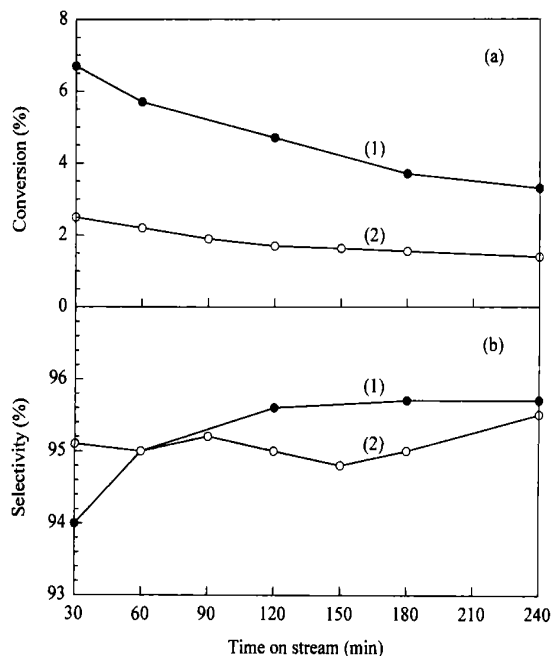 8
(a)
6
Conversion (%)
(1)
4
2
(2)
0
(b)
96
(1)
Selectivity (%)
95
(2)
94
93
30 60 90 120 150 180 210 240
Time on stream (min)